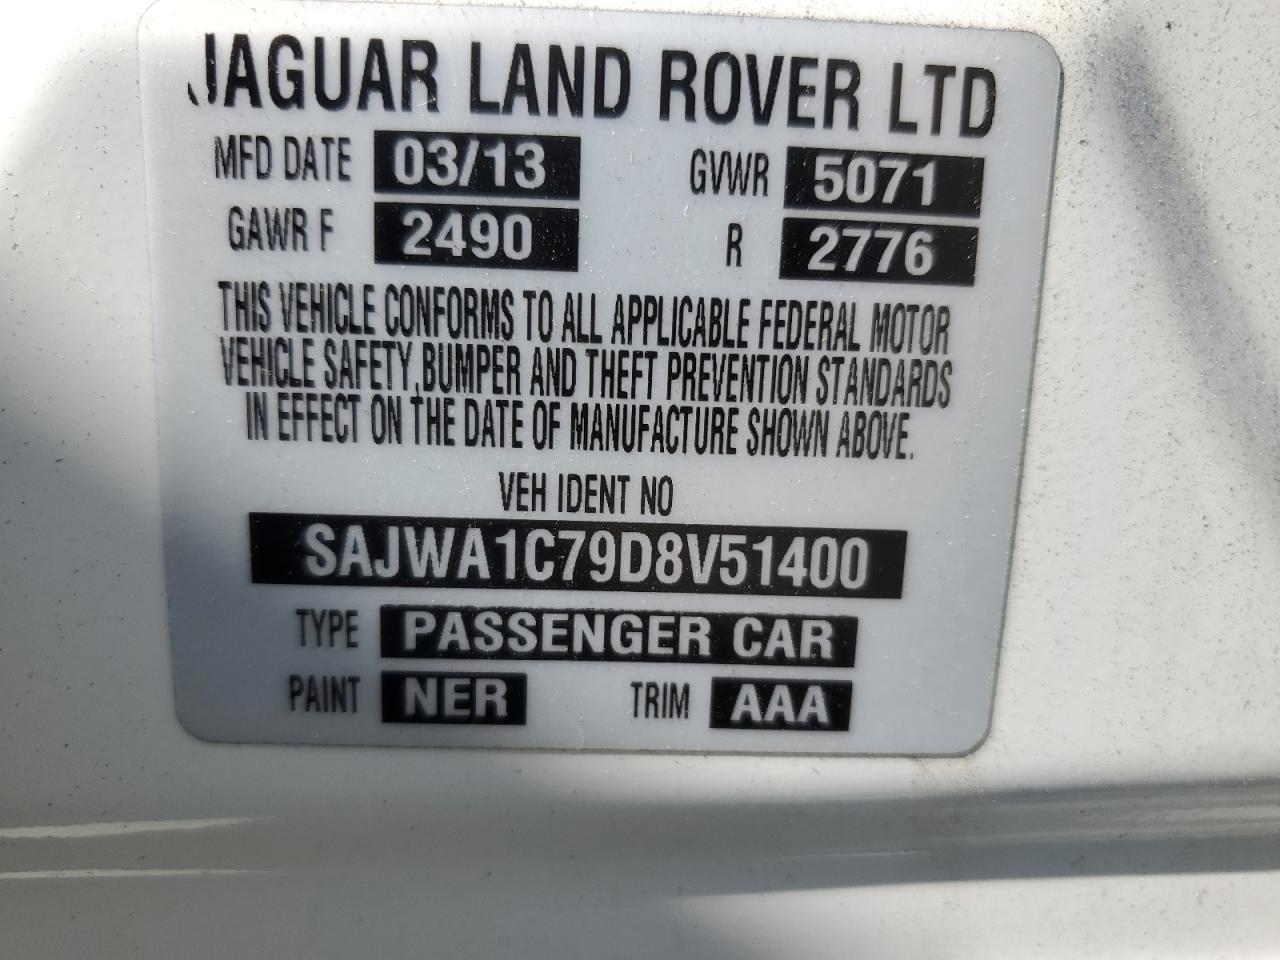 JAGUAR LAND ROVER LTD
MFD DATE 03/13 GVWR 5071
GAWR F 2490 R 2776
THIS VEHICLE CONFORMS TO ALL APPLICABLE FEDERAL MOTOR
VEHICLE SAFETY, BUMPER AND THEFT PREVENTION STANDARDS
IN EFFECT ON THE DATE OF MANUFACTURE SHOWN ABOVE.
VEH IDENT NO
SAJWA1C79D8V51400
TYPE PASSENGER CAR
PAINT NER TRIM AAA